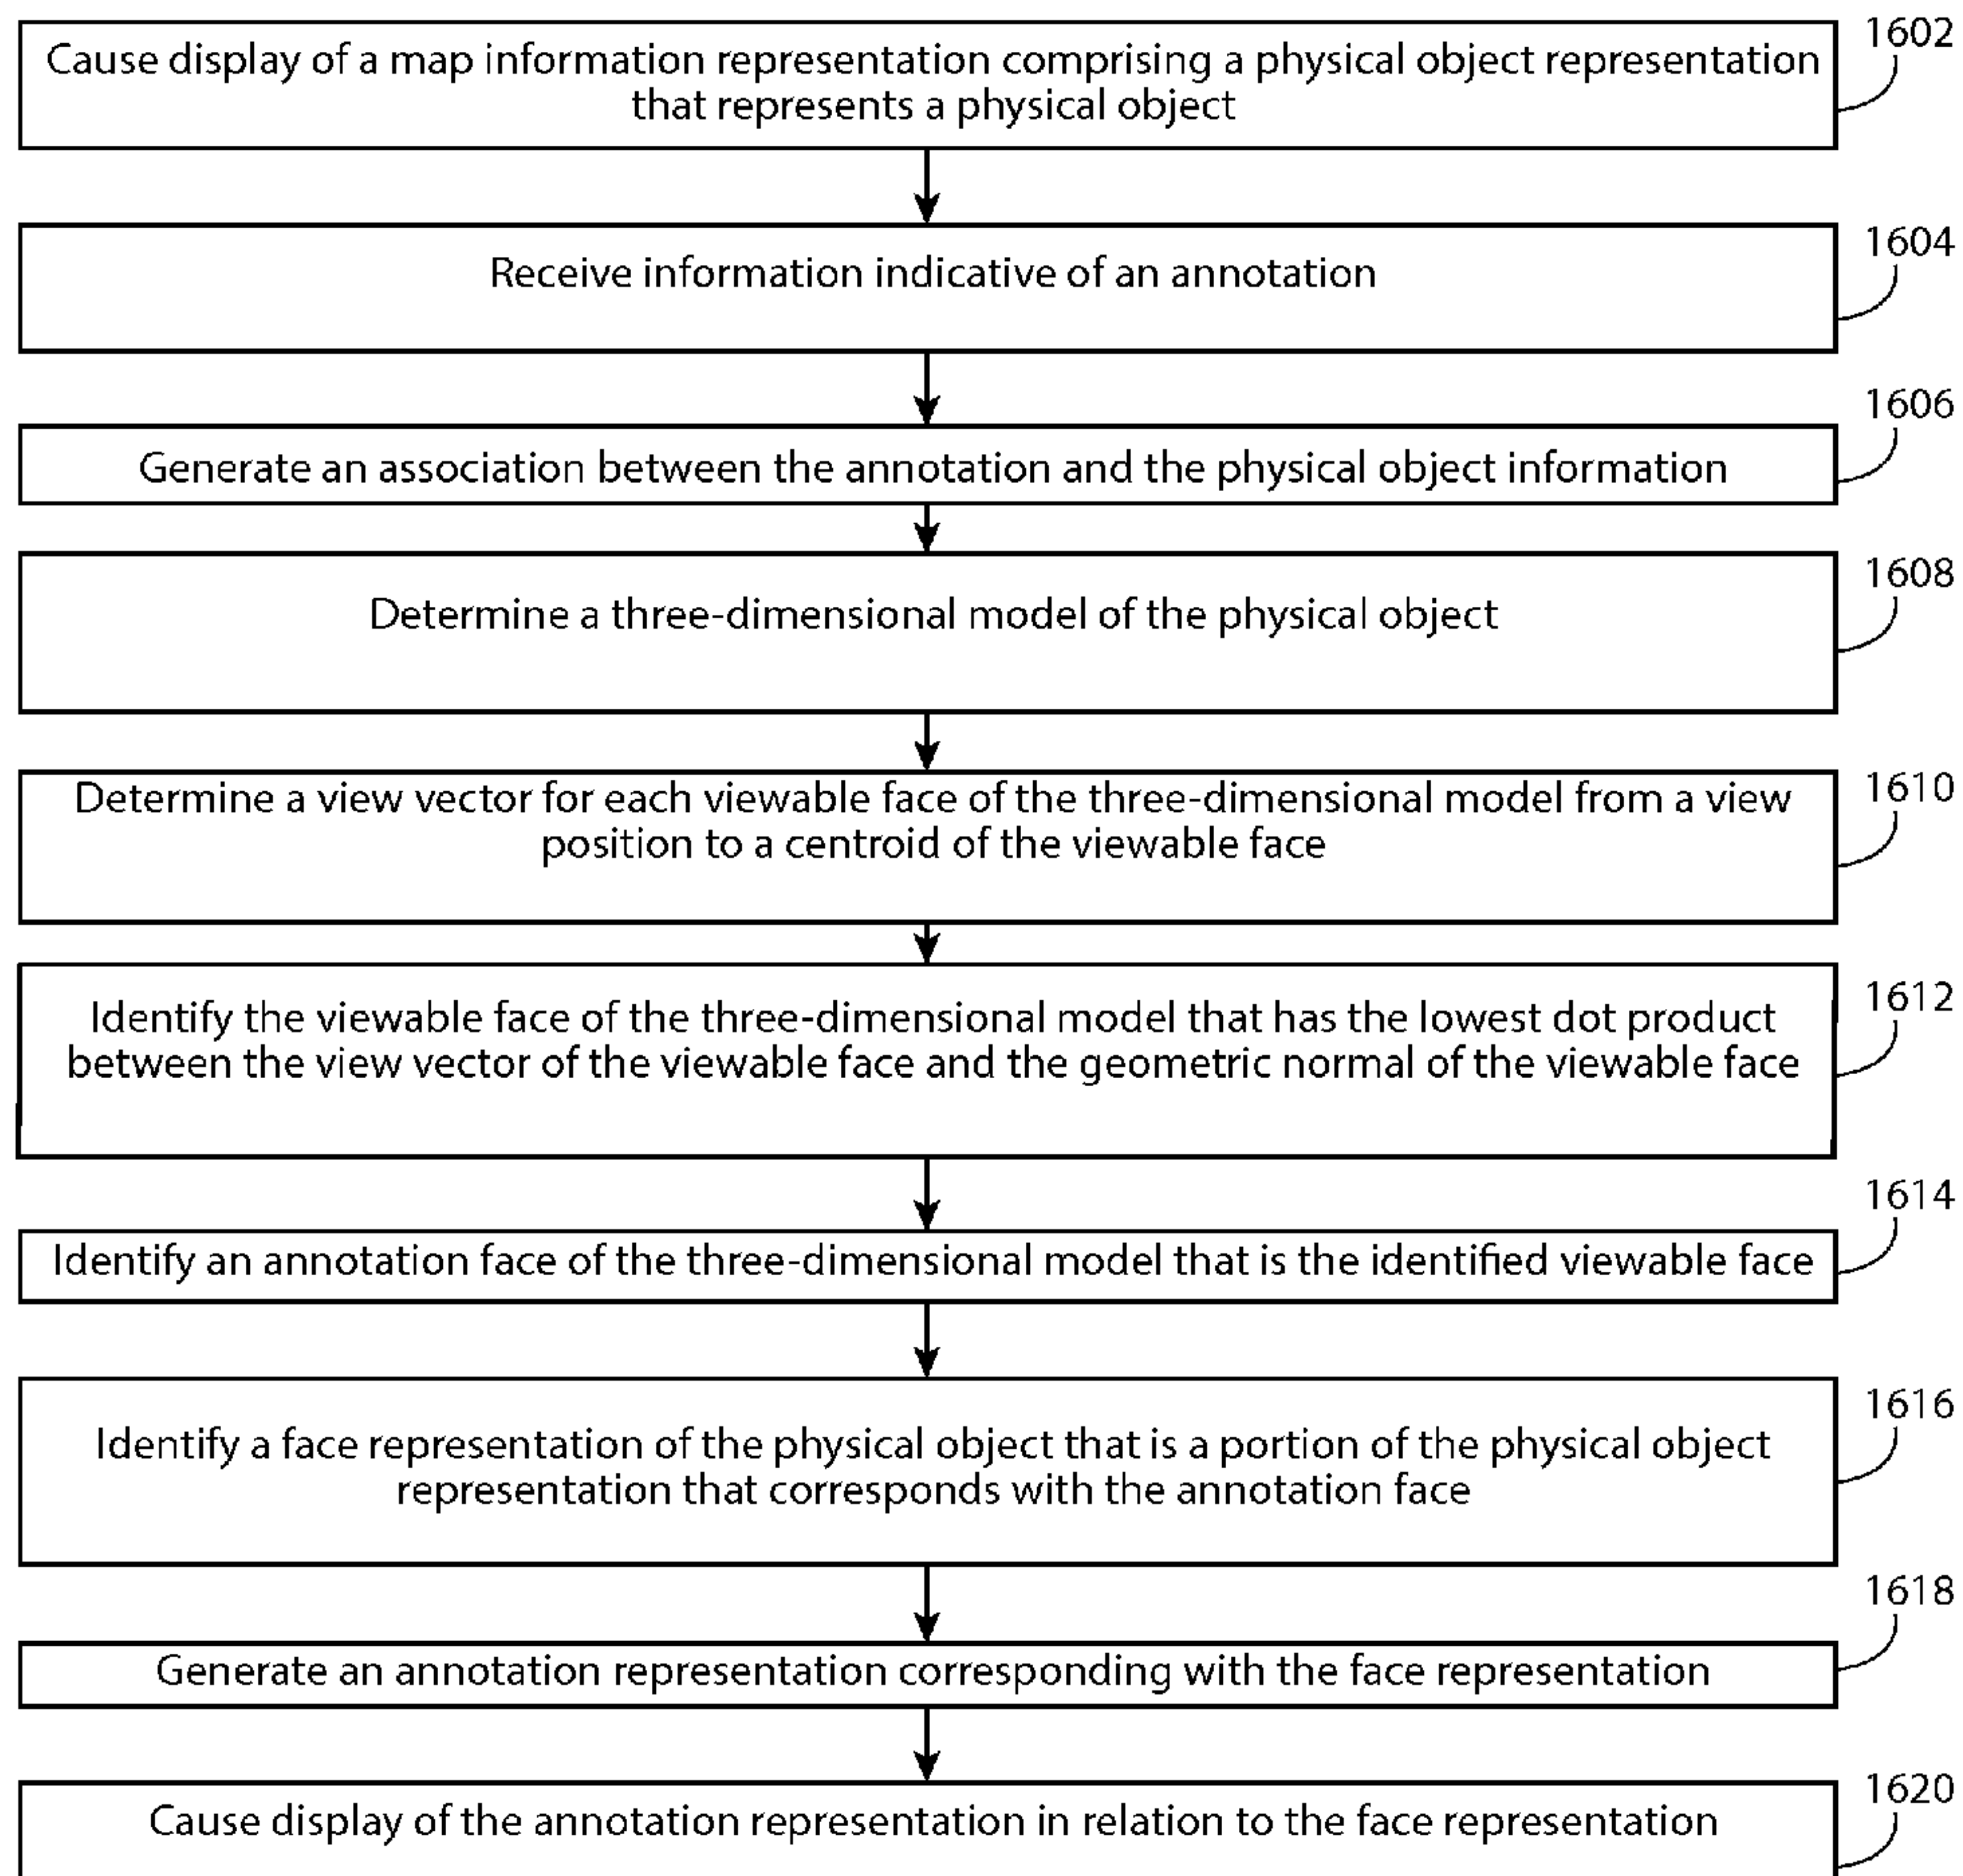 1602
Cause display of a map information representation comprising a physical object representation
that represents a physical object
1604
Receive information indicative of an annotation
1606
Generate an association between the annotation and the physical object information
1608
Determine a three-dimensional model of the physical object
1610
Determine a view vector for each viewable face of the three-dimensional model from a view
position to a centroid of the viewable face
1612
Identify the viewable face of the three-dimensional model that has the lowest dot product
between the view vector of the viewable face and the geometric normal of the viewable face
1614
Identify an annotation face of the three-dimensional model that is the identified viewable face
1616
Identify a face representation of the physical object that is a portion of the physical object
representation that corresponds with the annotation face
1618
Generate an annotation representation corresponding with the face representation
1620
Cause display of the annotation representation in relation to the face representation